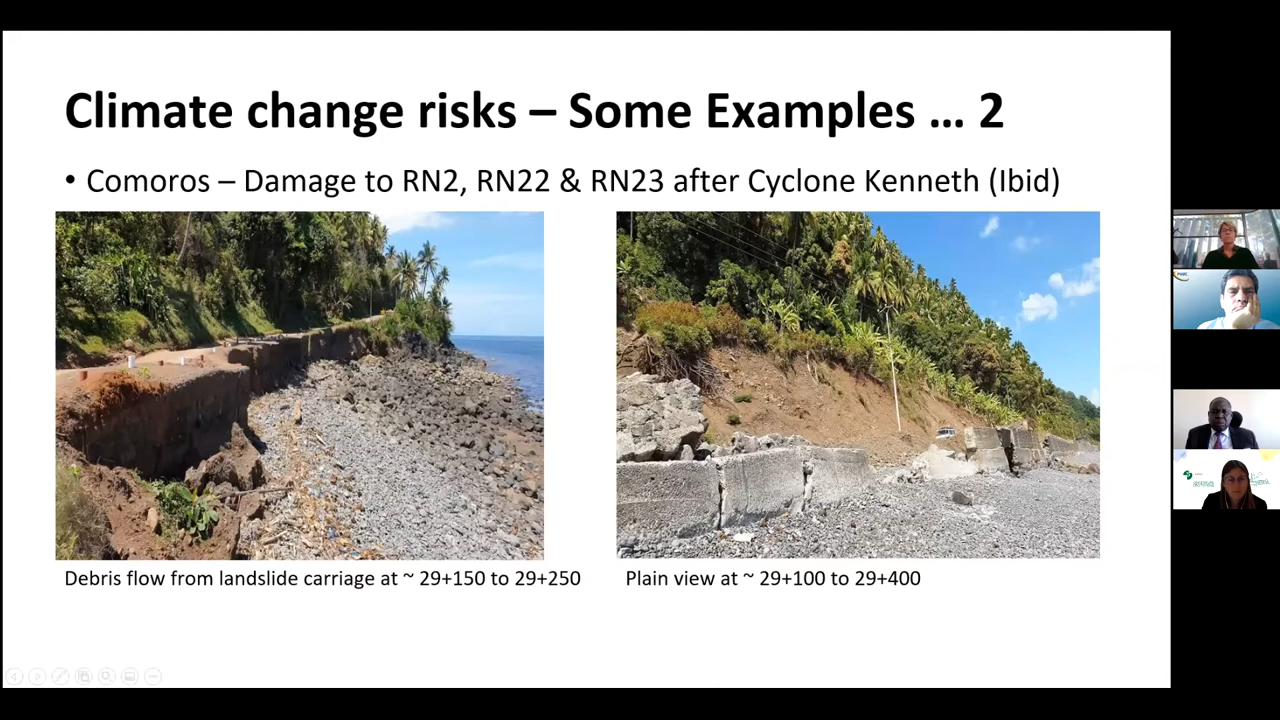 Climate change risks – Some Examples … 2
• Comoros – Damage to RN2, RN22 & RN23 after Cyclone Kenneth (Ibid)
Debris flow from landslide carriage at ~ 29+150 to 29+250
Plain view at ~ 29+100 to 29+400